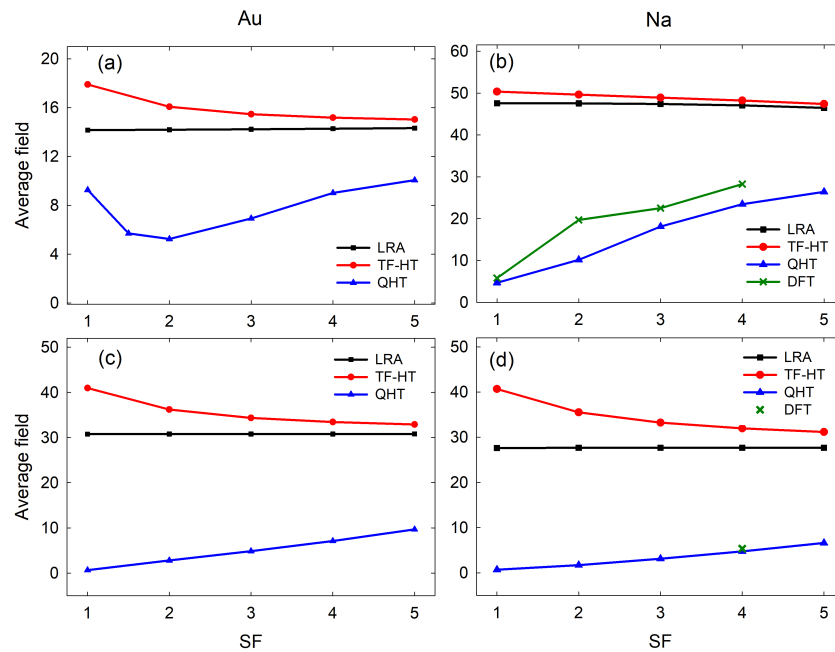 Au Na
(a)
Average field
20
16
12
8
4
0
LRA
TF-HT
QHT
1 2 3 4 5
(b)
Average field
60
50
40
30
20
10
0
LRA
TF-HT
QHT
DFT
1 2 3 4 5
(c)
Average field
50
40
30
20
10
0
LRA
TF-HT
QHT
1 2 3 4 5
SF
(d)
50
40
30
20
10
0
LRA
TF-HT
QHT
DFT
1 2 3 4 5
SF